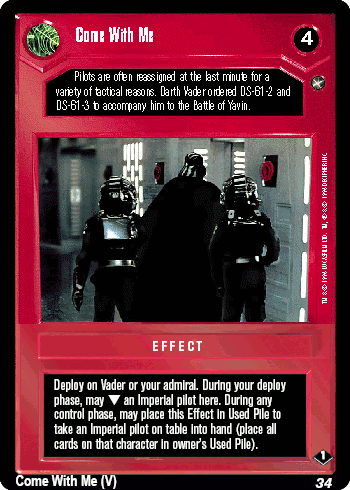 Come With Me
4
Pilots are often reassigned at the last minute for a
variety of tactical reasons. Darth Vader ordered DS-61-2 and
DS-61-3 to accompany him to the Battle of Yavin.
EFFECT
Deploy on Vader or your admiral. During your deploy
phase, may ▼ an Imperial pilot here. During any
control phase, may place this Effect in Used Pile to
take an Imperial pilot on table into hand (place all
cards on that character in owner's Used Pile).
1
Come With Me (V)
34